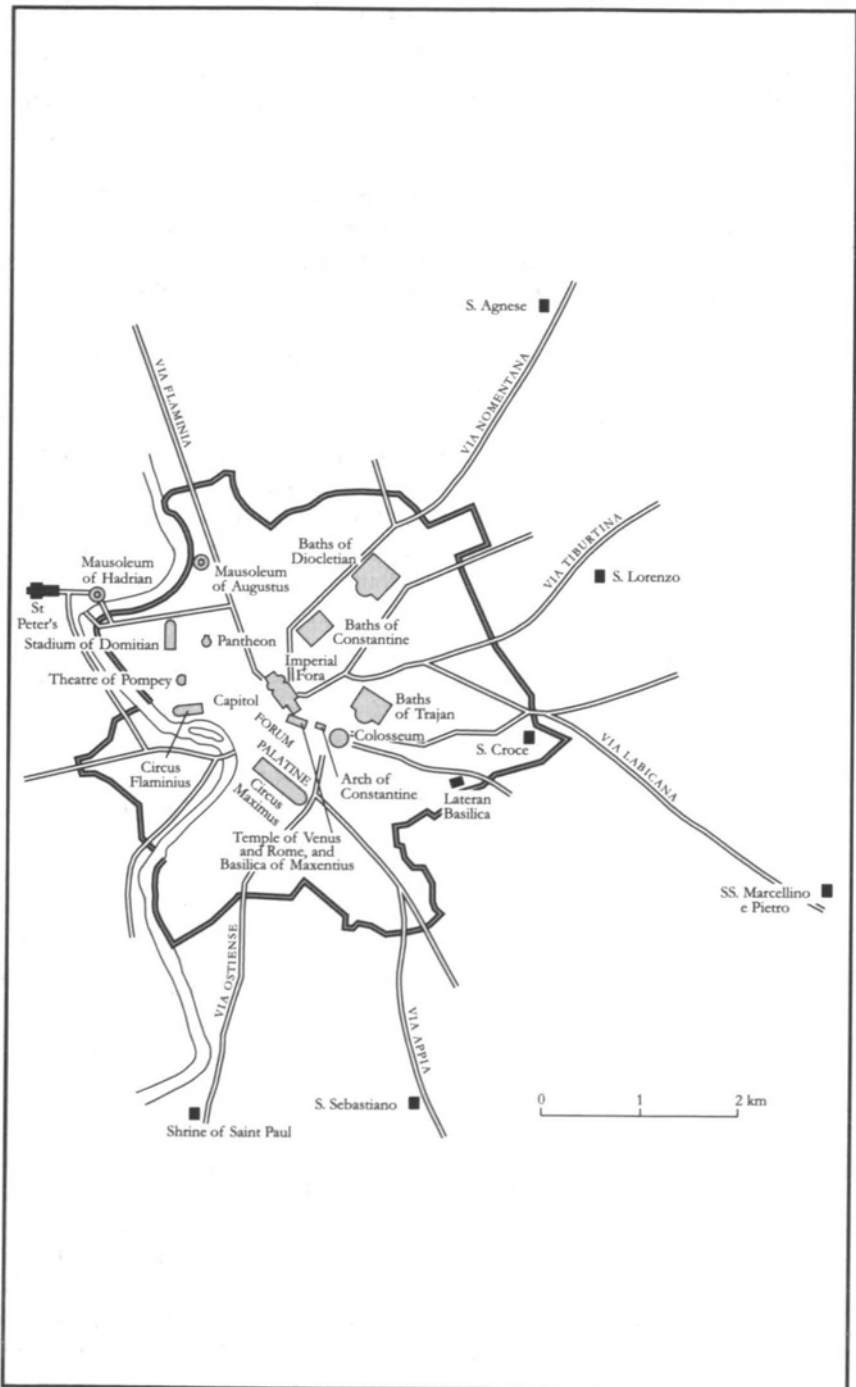 S. Agnese
VIA FLAMINIA
VIA NOMENTANA
VIA TIBURTINA
Baths of
Diocletian
Mausoleum
of Hadrian
Mausoleum
of Augustus
S. Lorenzo
St
Peter's
Stadium of Domitian
Pantheon
Baths of
Constantine
Imperial
Fora
Theatre of Pompey
Capitol
Baths
of Trajan
FORUM
Colosseum
PALATINE
S. Croce
VIA LABICANA
Circus
Flaminius
Circus
Maximus
Arch of
Constantine
Lateran
Basilica
Temple of Venus
and Rome, and
Basilica of Maxentius
SS. Marcellino
e Pietro
VIA OSTIENSE
VIA APPIA
S. Sebastiano
Shrine of Saint Paul
0 1 2 km